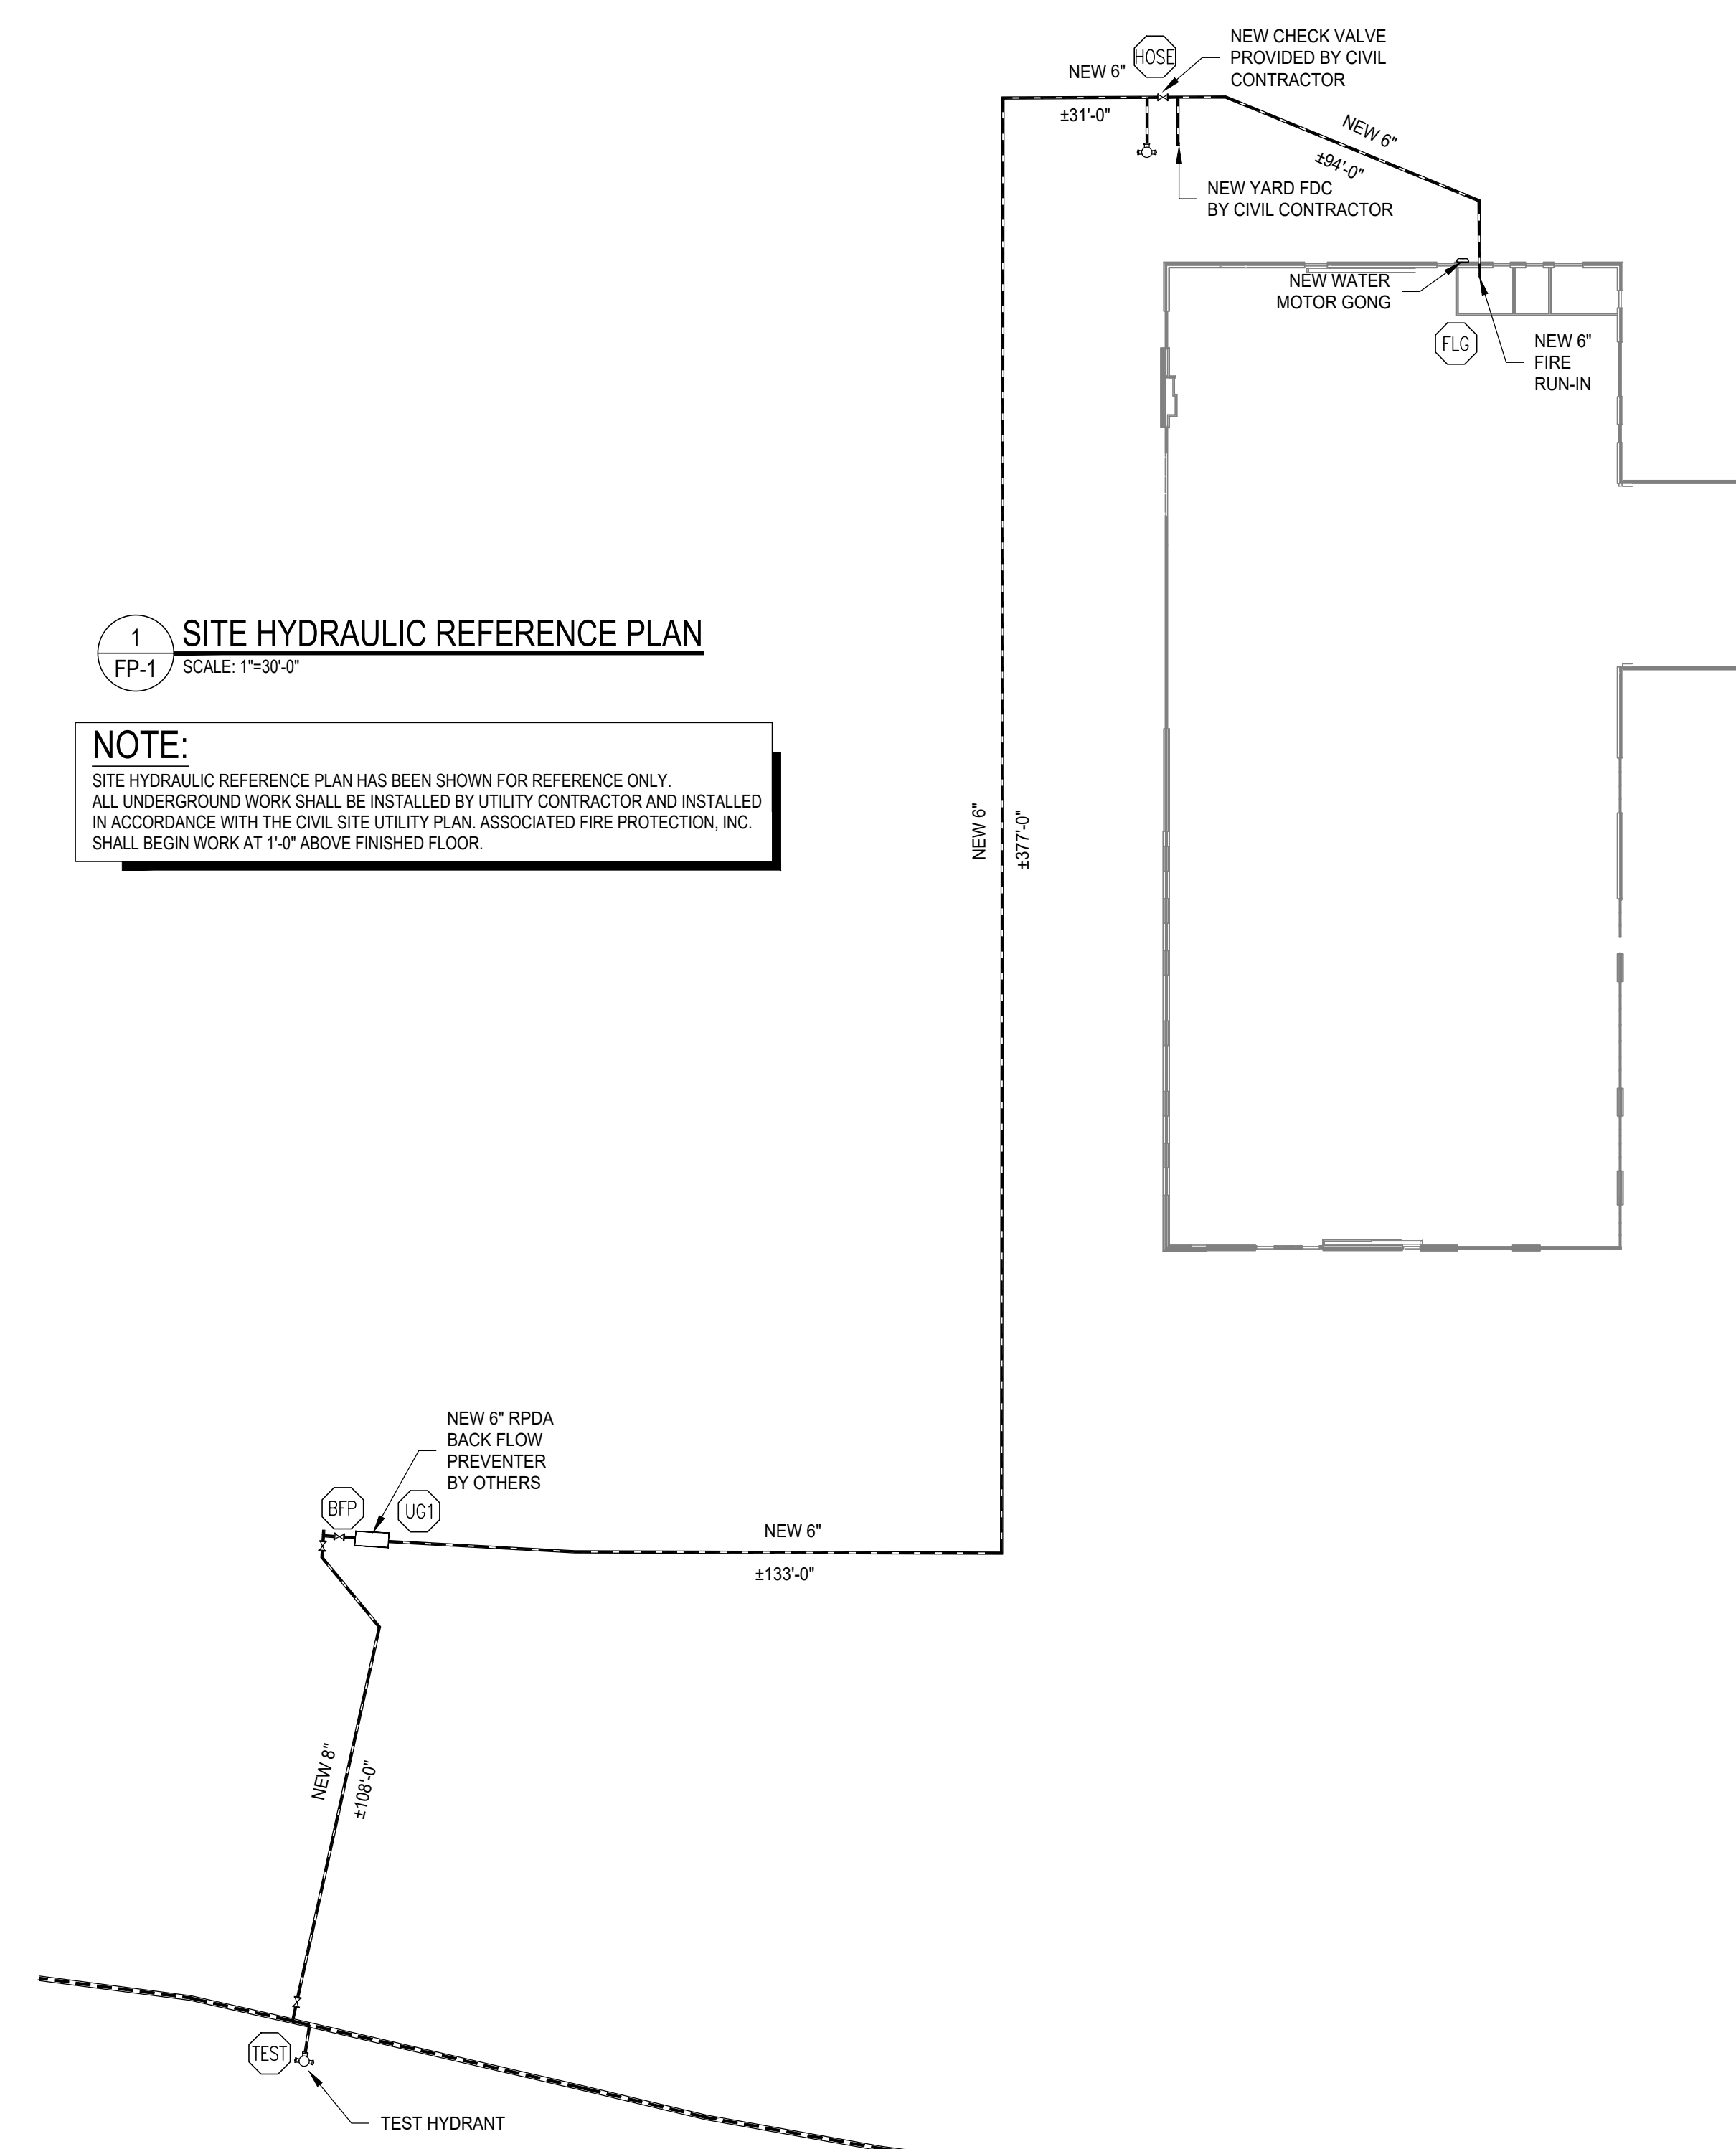 HOSE
NEW CHECK VALVE
PROVIDED BY CIVIL
CONTRACTOR
NEW 6"
±31'-0"
NEW 6"
±94'-0"
NEW YARD FDC
BY CIVIL CONTRACTOR
NEW WATER
MOTOR GONG
FLG
NEW 6"
FIRE
RUN-IN
1
FP-1
SITE HYDRAULIC REFERENCE PLAN
SCALE: 1"=30'-0"
NOTE:
SITE HYDRAULIC REFERENCE PLAN HAS BEEN SHOWN FOR REFERENCE ONLY.
ALL UNDERGROUND WORK SHALL BE INSTALLED BY UTILITY CONTRACTOR AND INSTALLED
IN ACCORDANCE WITH THE CIVIL SITE UTILITY PLAN. ASSOCIATED FIRE PROTECTION, INC.
SHALL BEGIN WORK AT 1'-0" ABOVE FINISHED FLOOR.
NEW 6"
±377'-0"
NEW 6" RPDA
BACK FLOW
PREVENTER
BY OTHERS
BFP
UG1
NEW 6"
±133'-0"
NEW 8"
±108'-0"
TEST
TEST HYDRANT